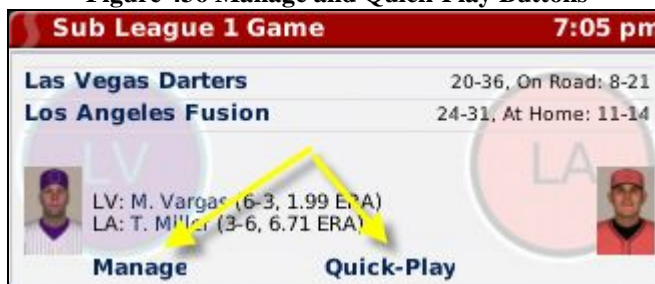 Figure 430 Manage and Quick-Play Buttons
Sub League 1 Game 7:05 pm
Las Vegas Darters 20-36, On Road: 8-21
Los Angeles Fusion 24-31, At Home: 11-14
LV LA
LV: M. Vargas (6-3, 1.99 ERA)
LA: T. Miller (3-6, 6.71 ERA)
Manage Quick-Play